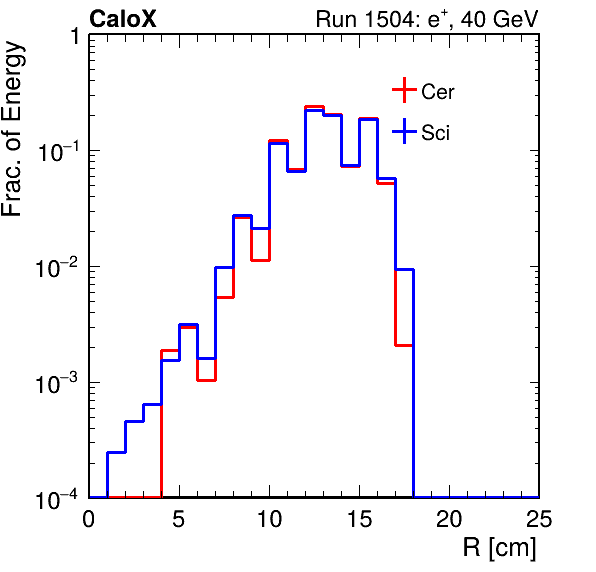 CaloX Run 1504: e⁺, 40 GeV
Frac. of Energy
Cer
Sci
1
10⁻¹
10⁻²
10⁻³
10⁻⁴
0 5 10 15 20 25
R [cm]